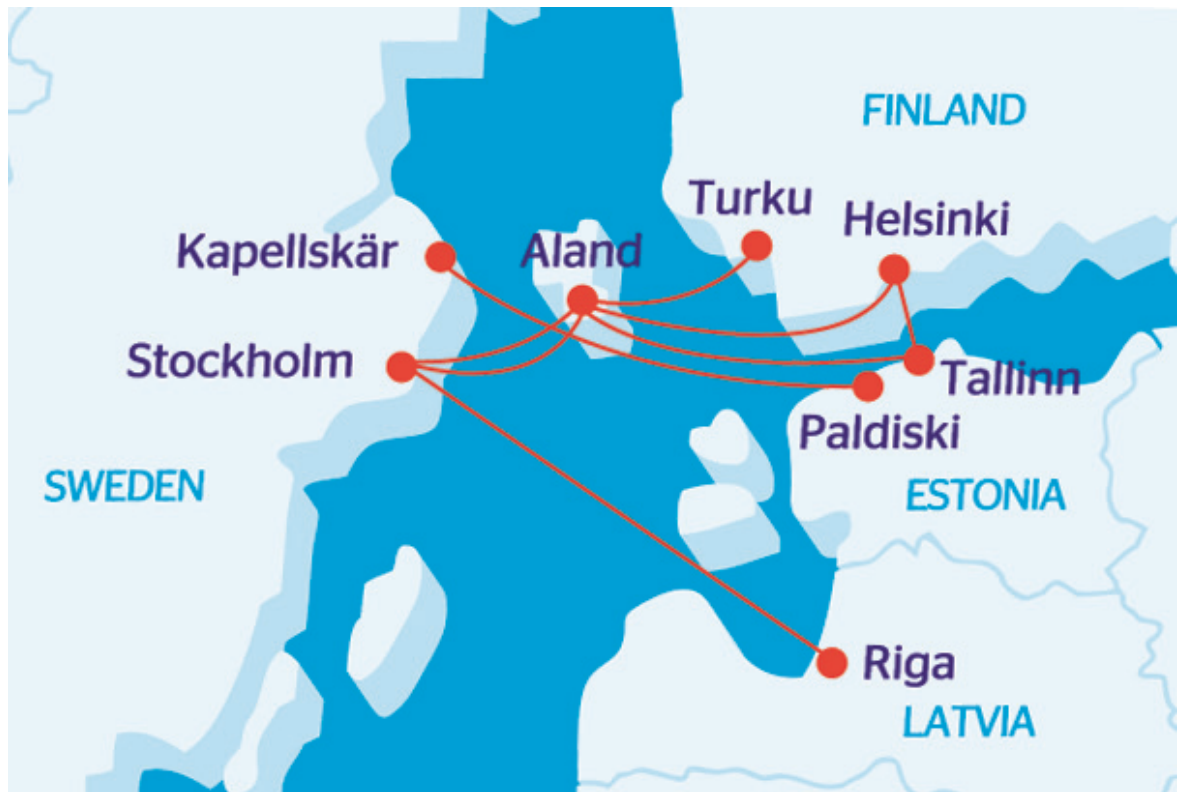 FINLAND
Turku
Helsinki
Kapellskär
Aland
Stockholm
Tallinn
Paldiski
SWEDEN
ESTONIA
Riga
LATVIA